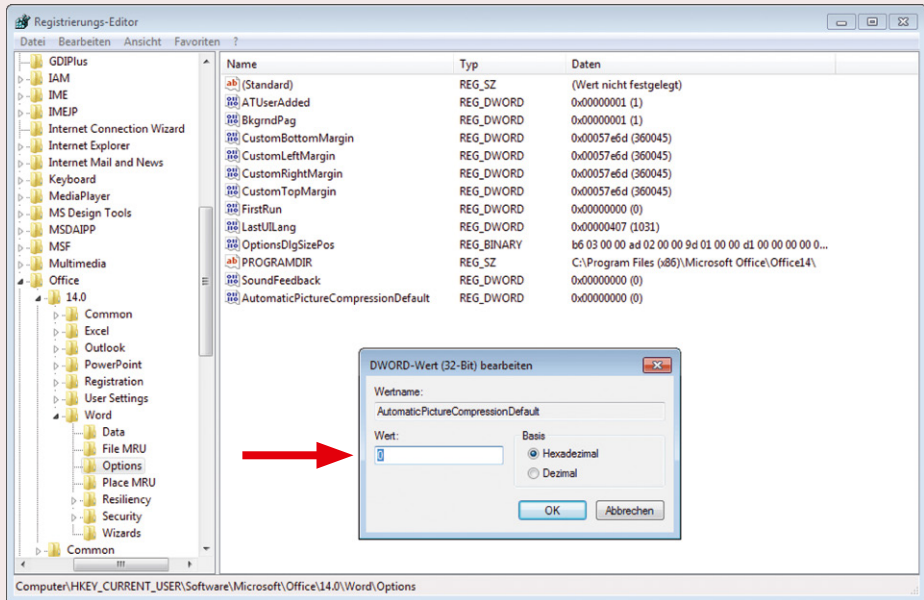 Registrierungs-Editor
Datei Bearbeiten Ansicht Favoriten ?
GDIPlus
IAM
IME
IMEJP
Internet Connection Wizard
Internet Explorer
Internet Mail and News
Keyboard
MediaPlayer
MS Design Tools
MSDAIPP
MSF
Multimedia
Office
14.0
Common
Excel
Outlook
PowerPoint
Registration
User Settings
Word
Data
File MRU
Options
Place MRU
Resiliency
Security
Wizards
Common
Name Typ Daten
(Standard) REG_SZ (Wert nicht festgelegt)
ATUserAdded REG_DWORD 0x00000001 (1)
BkgrndPag REG_DWORD 0x00000001 (1)
CustomBottomMargin REG_DWORD 0x00057e6d (360045)
CustomLeftMargin REG_DWORD 0x00057e6d (360045)
CustomRightMargin REG_DWORD 0x00057e6d (360045)
CustomTopMargin REG_DWORD 0x00057e6d (360045)
FirstRun REG_DWORD 0x00000000 (0)
LastUILang REG_DWORD 0x00000407 (1031)
OptionsDlgSizePos REG_BINARY b6 03 00 00 ad 02 00 00 9d 01 00 00 d1 00 00 00 00 0...
PROGRAMDIR REG_SZ C:\Program Files (x86)\Microsoft Office\Office14\
SoundFeedback REG_DWORD 0x00000000 (0)
AutomaticPictureCompressionDefault REG_DWORD 0x00000000 (0)
DWORD-Wert (32-Bit) bearbeiten
Wertname:
AutomaticPictureCompressionDefault
Wert: Basis
0 Hexadezimal
Dezimal
OK Abbrechen
Computer\HKEY_CURRENT_USER\Software\Microsoft\Office\14.0\Word\Options